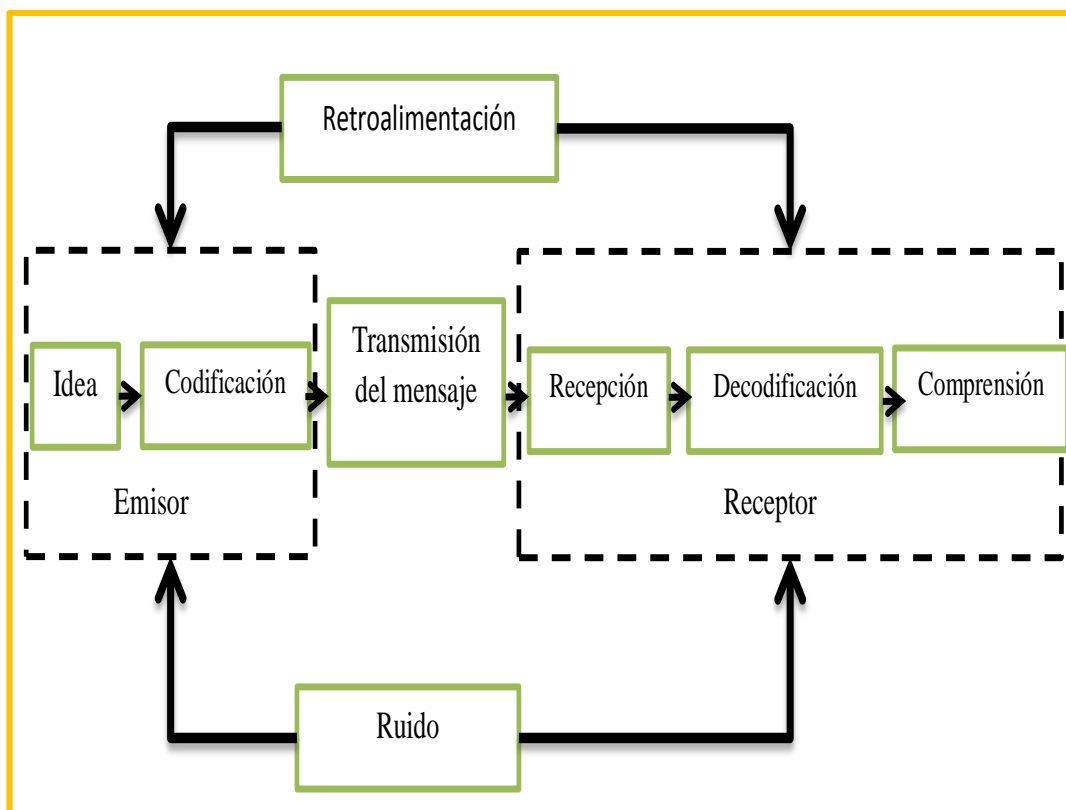 Retroalimentación
Idea
Codificación
Transmisión
del mensaje
Recepción
Decodificación
Comprensión
Emisor
Receptor
Ruido